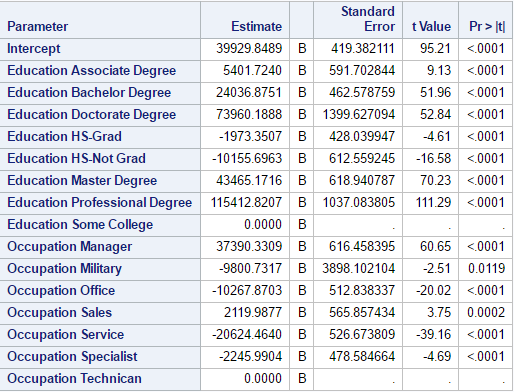 Parameter Estimate Standard Error t Value Pr > |t|
Intercept 39929.8489 B 419.382111 95.21 <.0001
Education Associate Degree 5401.7240 B 591.702844 9.13 <.0001
Education Bachelor Degree 24036.8751 B 462.578759 51.96 <.0001
Education Doctorate Degree 73960.1888 B 1399.627094 52.84 <.0001
Education HS-Grad -1973.3507 B 428.039947 -4.61 <.0001
Education HS-Not Grad -10155.6963 B 612.559245 -16.58 <.0001
Education Master Degree 43465.1716 B 618.940787 70.23 <.0001
Education Professional Degree 115412.8207 B 1037.083805 111.29 <.0001
Education Some College 0.0000 B . . .
Occupation Manager 37390.3309 B 616.458395 60.65 <.0001
Occupation Military -9800.7317 B 3898.102104 -2.51 0.0119
Occupation Office -10267.8703 B 512.838337 -20.02 <.0001
Occupation Sales 2119.9877 B 565.857434 3.75 0.0002
Occupation Service -20624.4640 B 526.673809 -39.16 <.0001
Occupation Specialist -2245.9904 B 478.584664 -4.69 <.0001
Occupation Technican 0.0000 B . . .